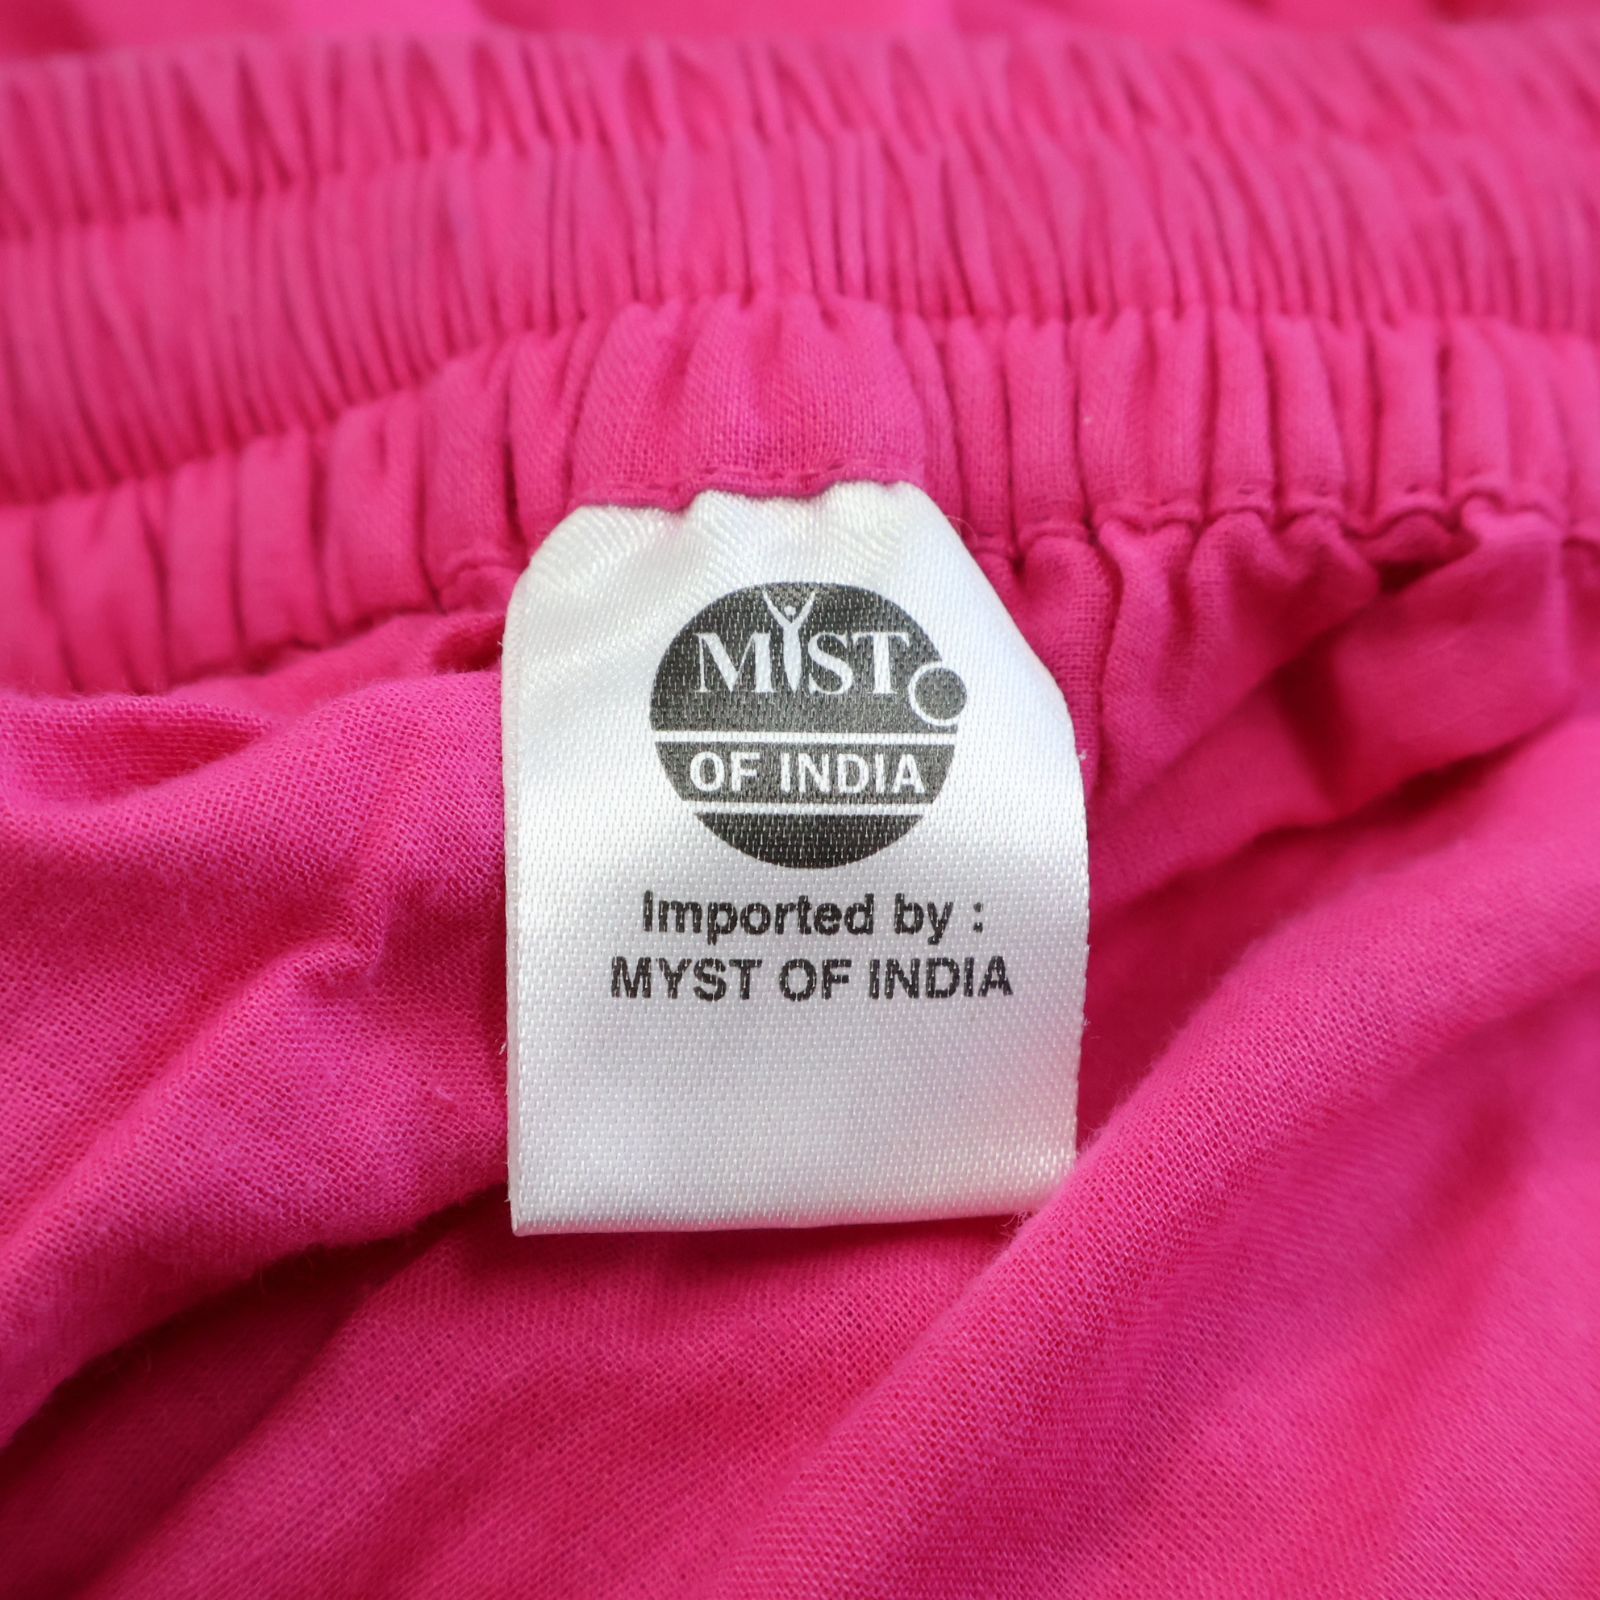 MYST
OF INDIA
Imported by :
MYST OF INDIA